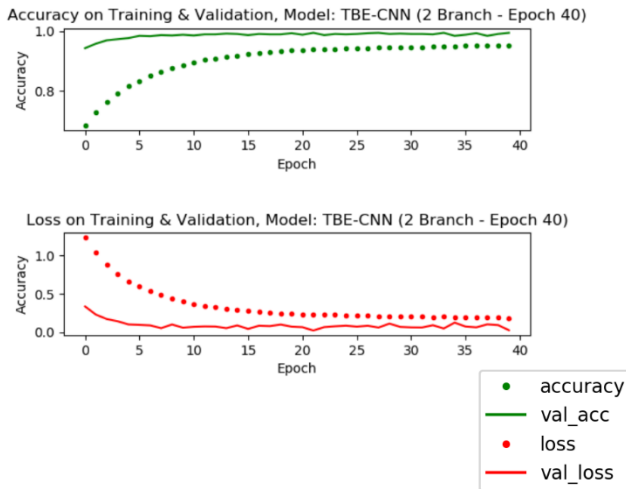 Accuracy on Training & Validation, Model: TBE-CNN (2 Branch - Epoch 40)
1.0
0.8
Accuracy
0 5 10 15 20 25 30 35 40
Epoch
Loss on Training & Validation, Model: TBE-CNN (2 Branch - Epoch 40)
1.0
0.5
0.0
Accuracy
0 5 10 15 20 25 30 35 40
Epoch
accuracy
val_acc
loss
val_loss